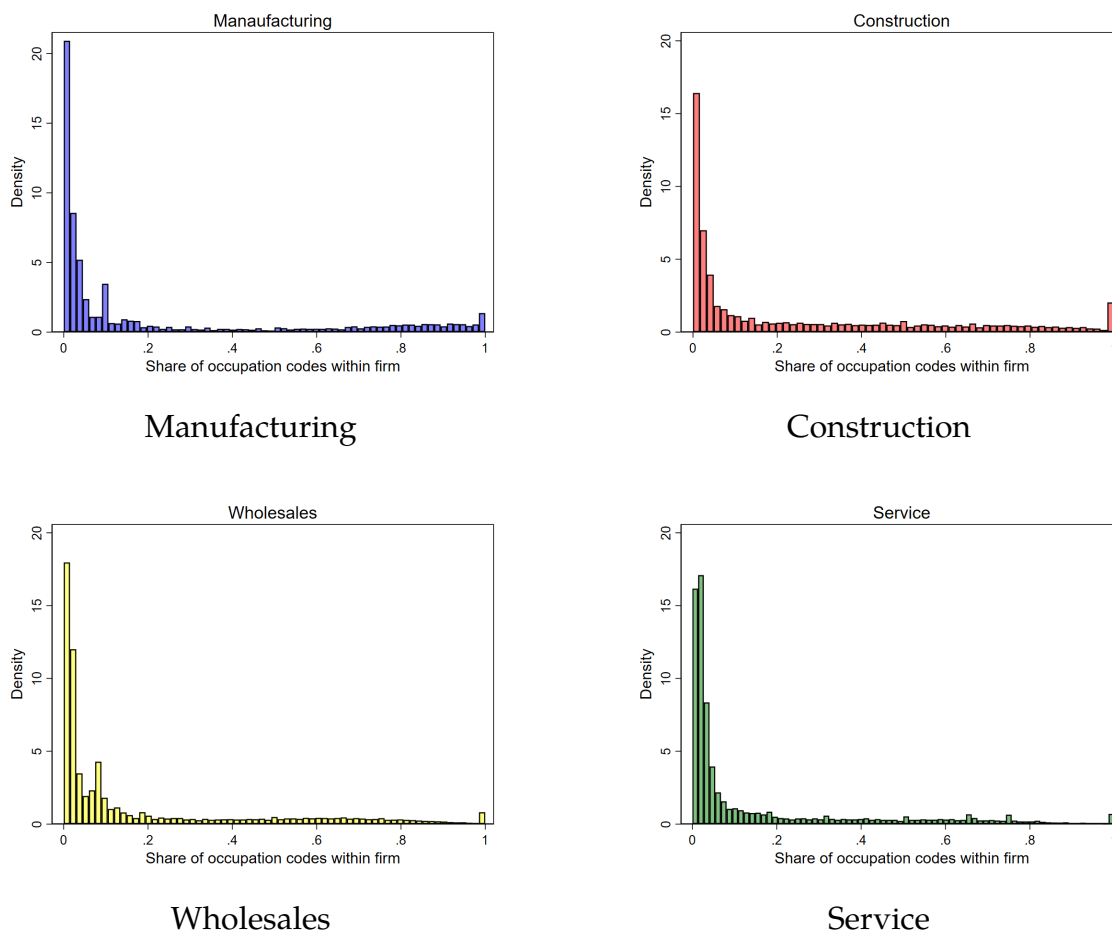 Manaufacturing
20
15
10
5
0
Density
0 .2 .4 .6 .8 1
Share of occupation codes within firm
Manufacturing
Construction
20
15
10
5
0
Density
0 .2 .4 .6 .8
Share of occupation codes within firm
Construction
Wholesales
20
15
10
5
0
Density
0 .2 .4 .6 .8 1
Share of occupation codes within firm
Wholesales
Service
20
15
10
5
0
Density
0 .2 .4 .6 .8
Share of occupation codes within firm
Service